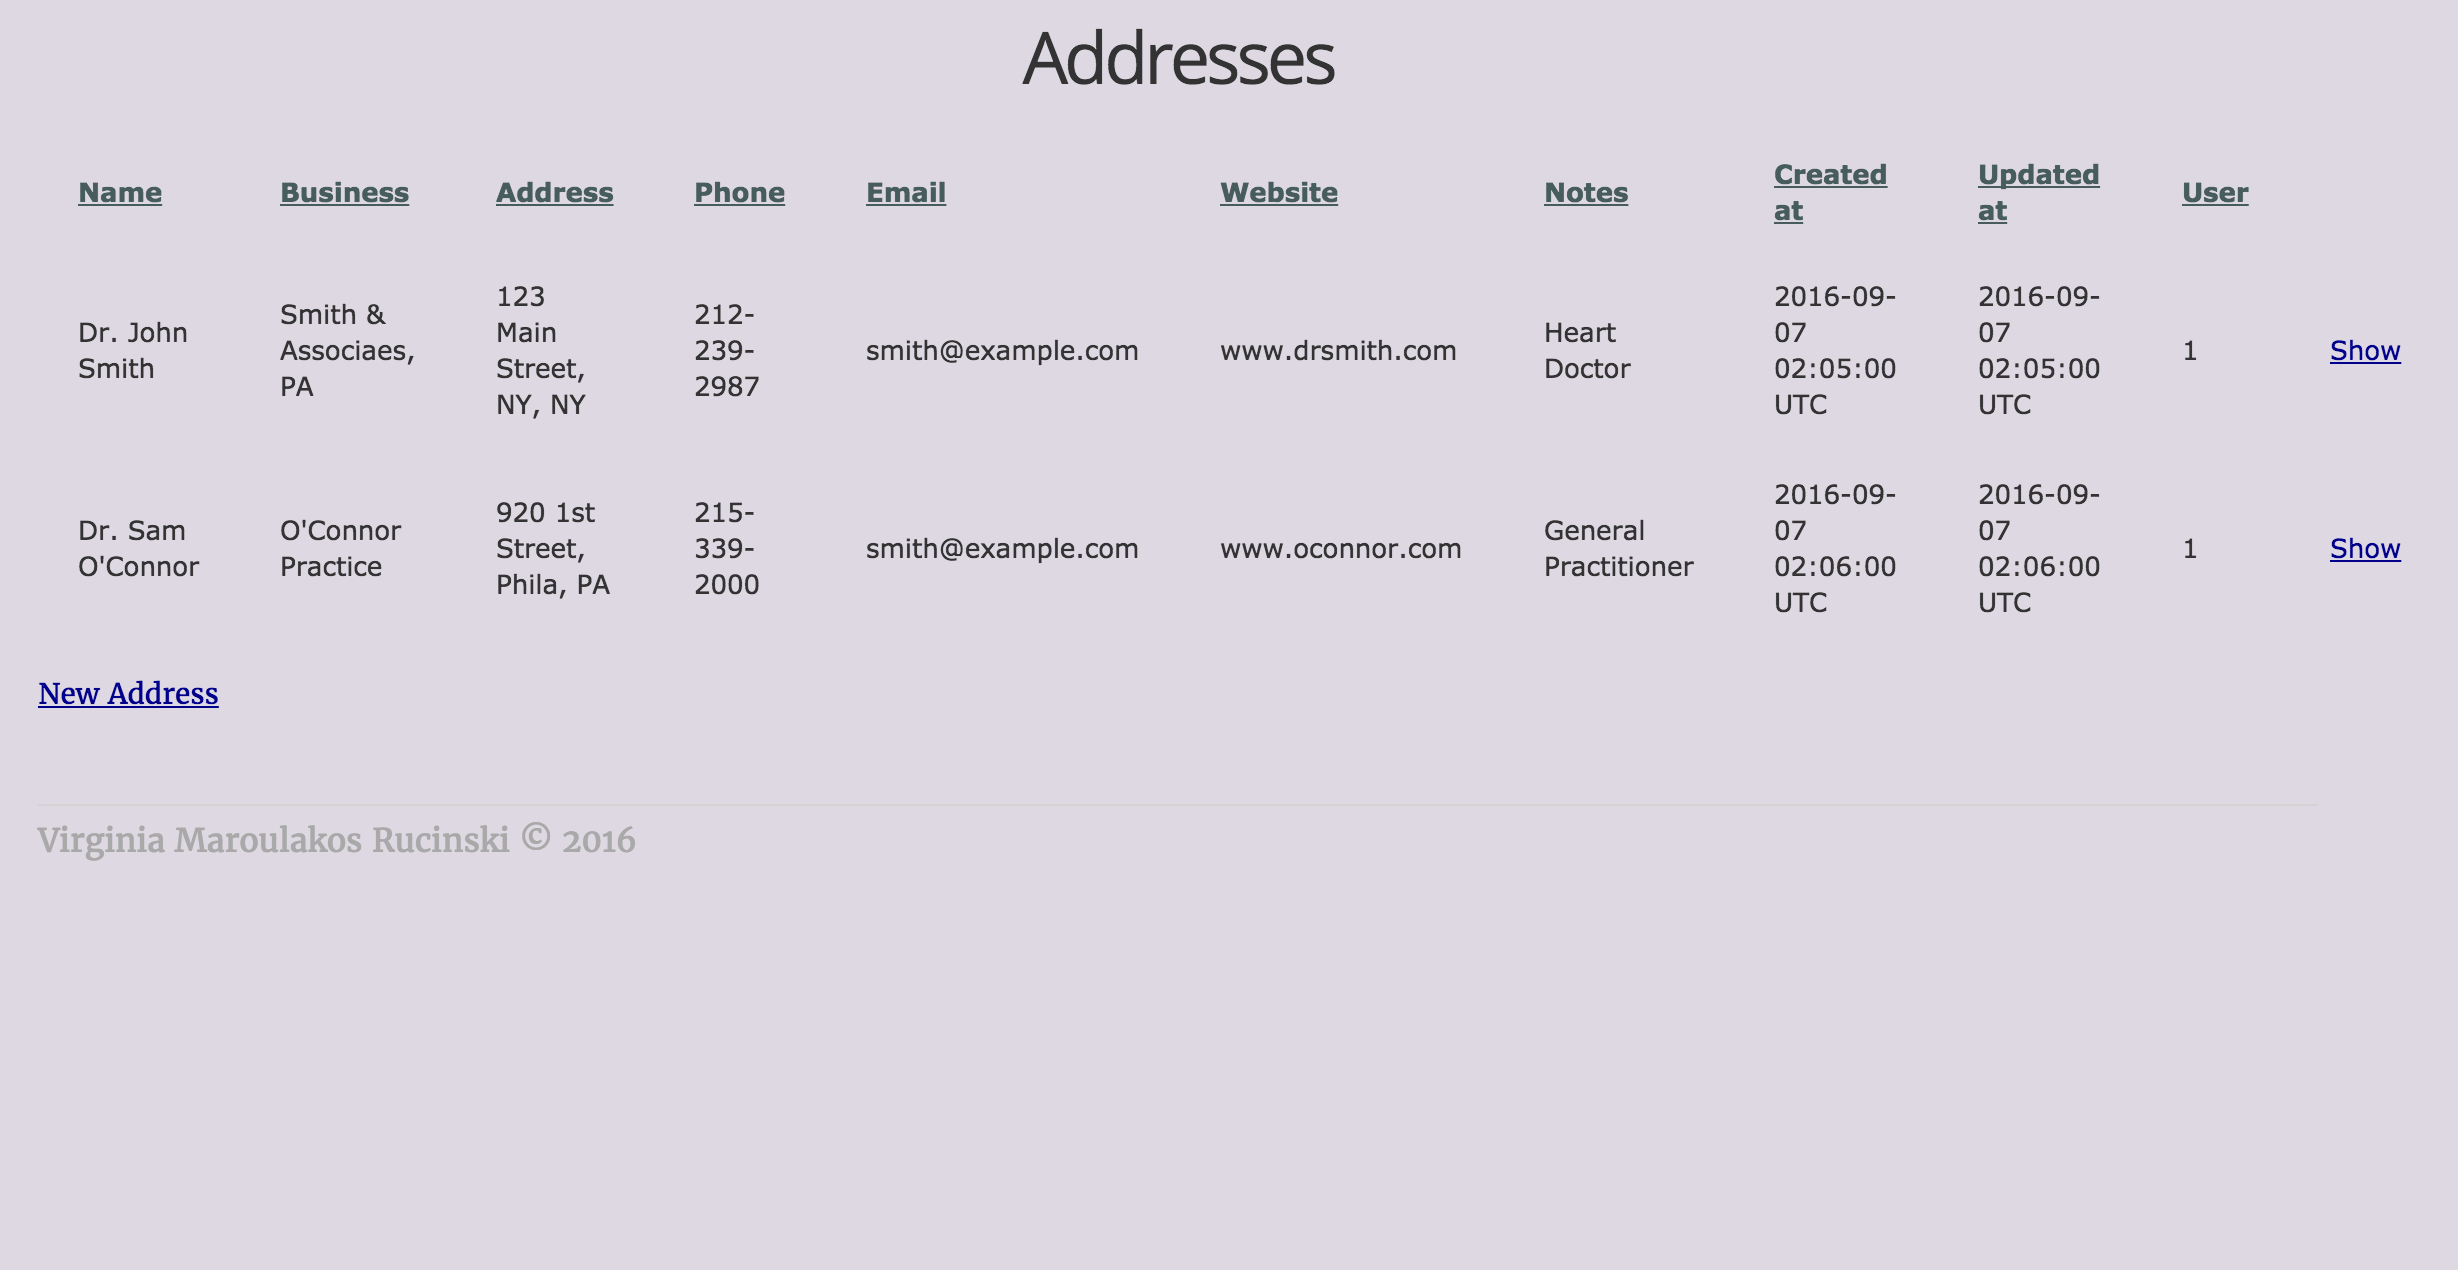 Addresses
Name Business Address Phone Email Website Notes Created at Updated at User
Dr. John Smith Smith & Associaes, PA 123 Main Street, NY, NY 212-239-2987 smith@example.com www.drsmith.com Heart Doctor 2016-09-07 02:05:00 UTC 2016-09-07 02:05:00 UTC 1 Show
Dr. Sam O'Connor O'Connor Practice 920 1st Street, Phila, PA 215-339-2000 smith@example.com www.oconnor.com General Practitioner 2016-09-07 02:06:00 UTC 2016-09-07 02:06:00 UTC 1 Show
New Address
Virginia Maroulakos Rucinski © 2016